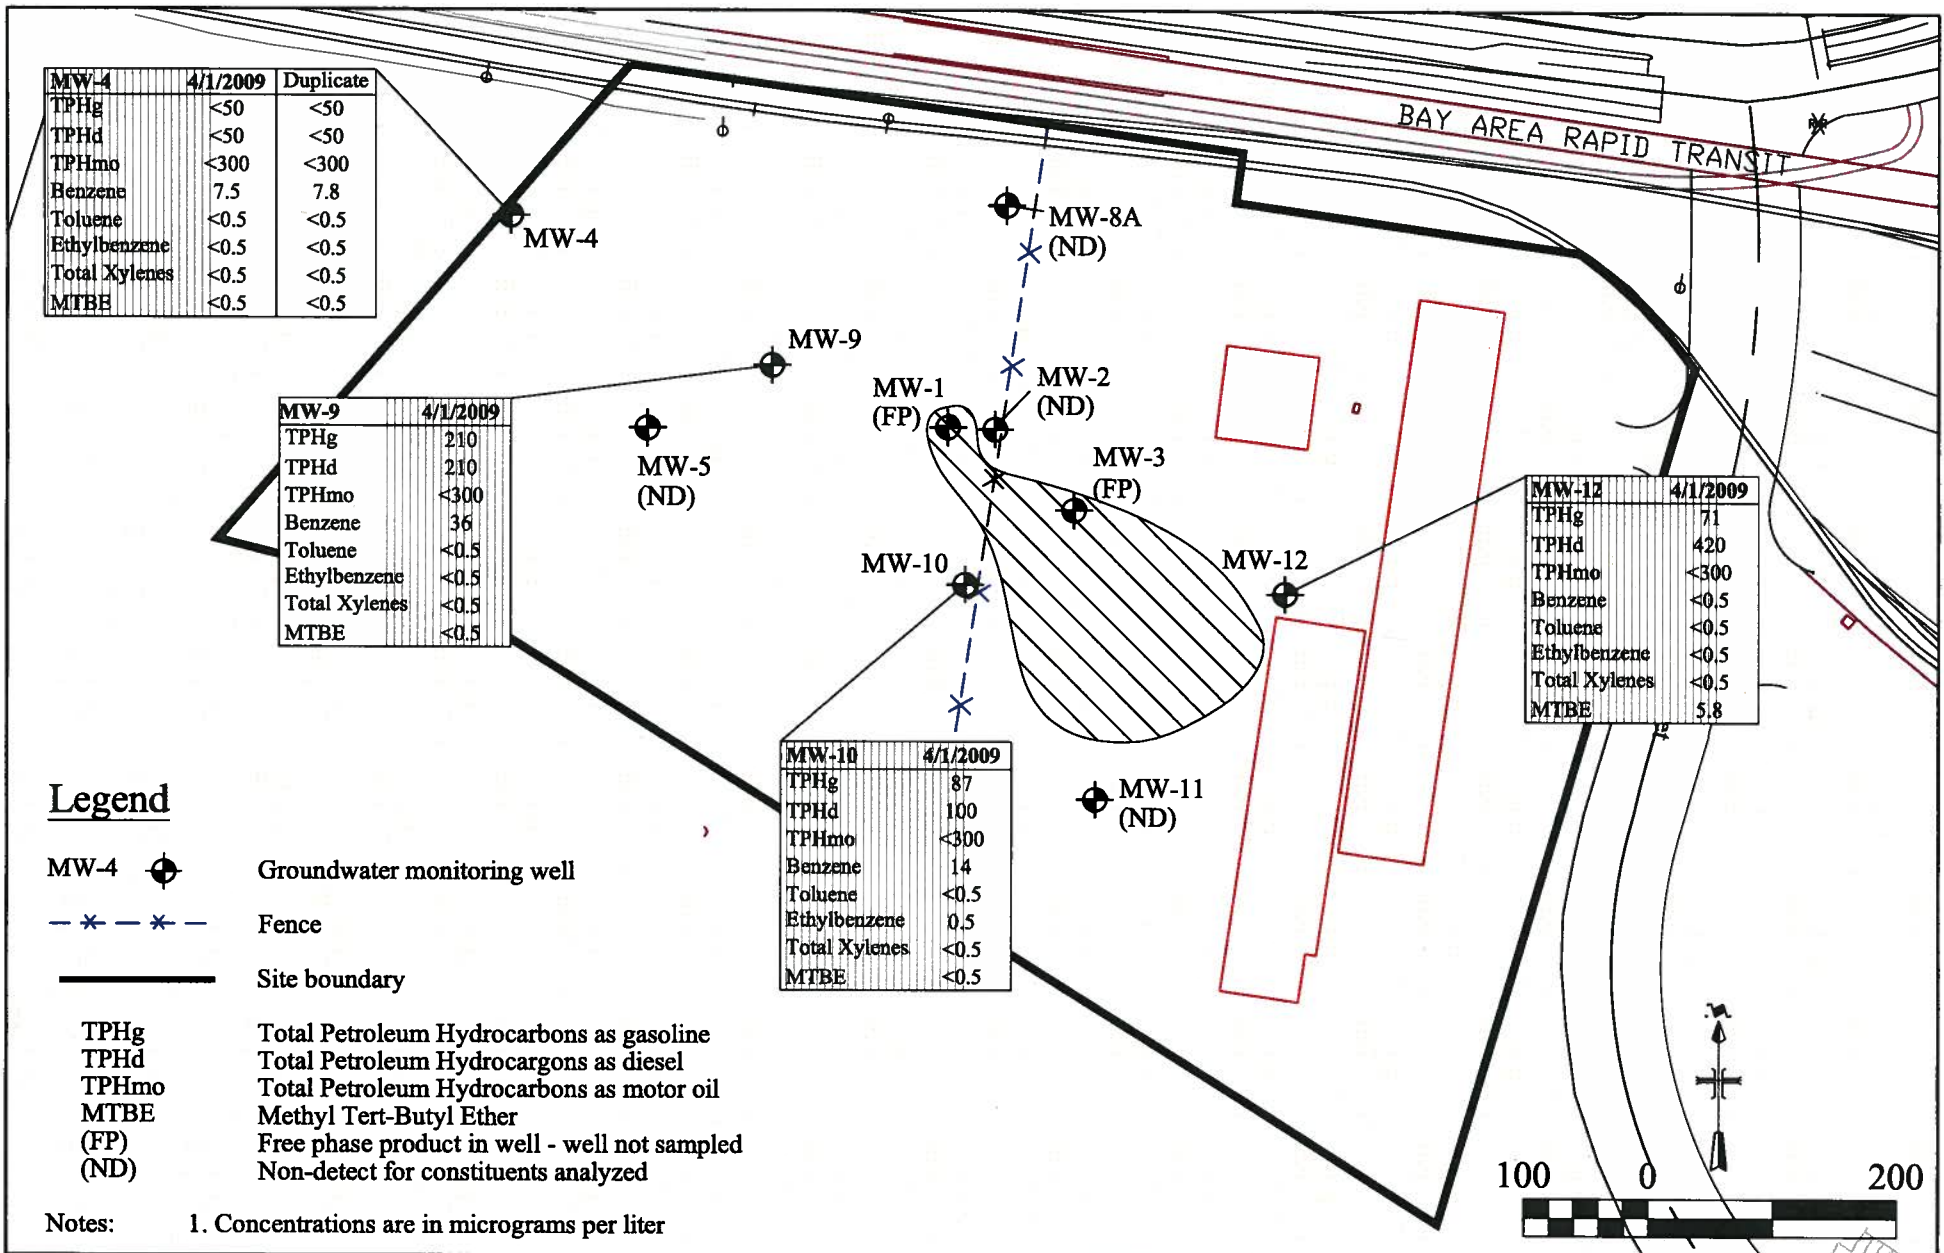 BAY AREA RAPID TRANSIT
MW-4 4/1/2009 Duplicate
TPHg <50 <50
TPHd <50 <50
TPHmo <300 <300
Benzene 7.5 7.8
Toluene <0.5 <0.5
Ethylbenzene <0.5 <0.5
Total Xylenes <0.5 <0.5
MTBE <0.5 <0.5
MW-4
MW-8A
(ND)
MW-9
MW-1
(FP)
MW-2
(ND)
MW-5
(ND)
MW-3
(FP)
MW-10
MW-12
MW-11
(ND)
MW-9 4/1/2009
TPHg 210
TPHd 210
TPHmo <300
Benzene 36
Toluene <0.5
Ethylbenzene <0.5
Total Xylenes <0.5
MTBE <0.5
MW-12 4/1/2009
TPHg 71
TPHd 420
TPHmo <300
Benzene <0.5
Toluene <0.5
Ethylbenzene <0.5
Total Xylenes <0.5
MTBE 5.8
MW-10 4/1/2009
TPHg 87
TPHd 100
TPHmo <300
Benzene 14
Toluene <0.5
Ethylbenzene 0.5
Total Xylenes <0.5
MTBE <0.5
Legend
MW-4 Groundwater monitoring well
Fence
Site boundary
TPHg Total Petroleum Hydrocarbons as gasoline
TPHd Total Petroleum Hydrocargons as diesel
TPHmo Total Petroleum Hydrocarbons as motor oil
MTBE Methyl Tert-Butyl Ether
(FP) Free phase product in well - well not sampled
(ND) Non-detect for constituents analyzed
Notes: 1. Concentrations are in micrograms per liter
100 0 200